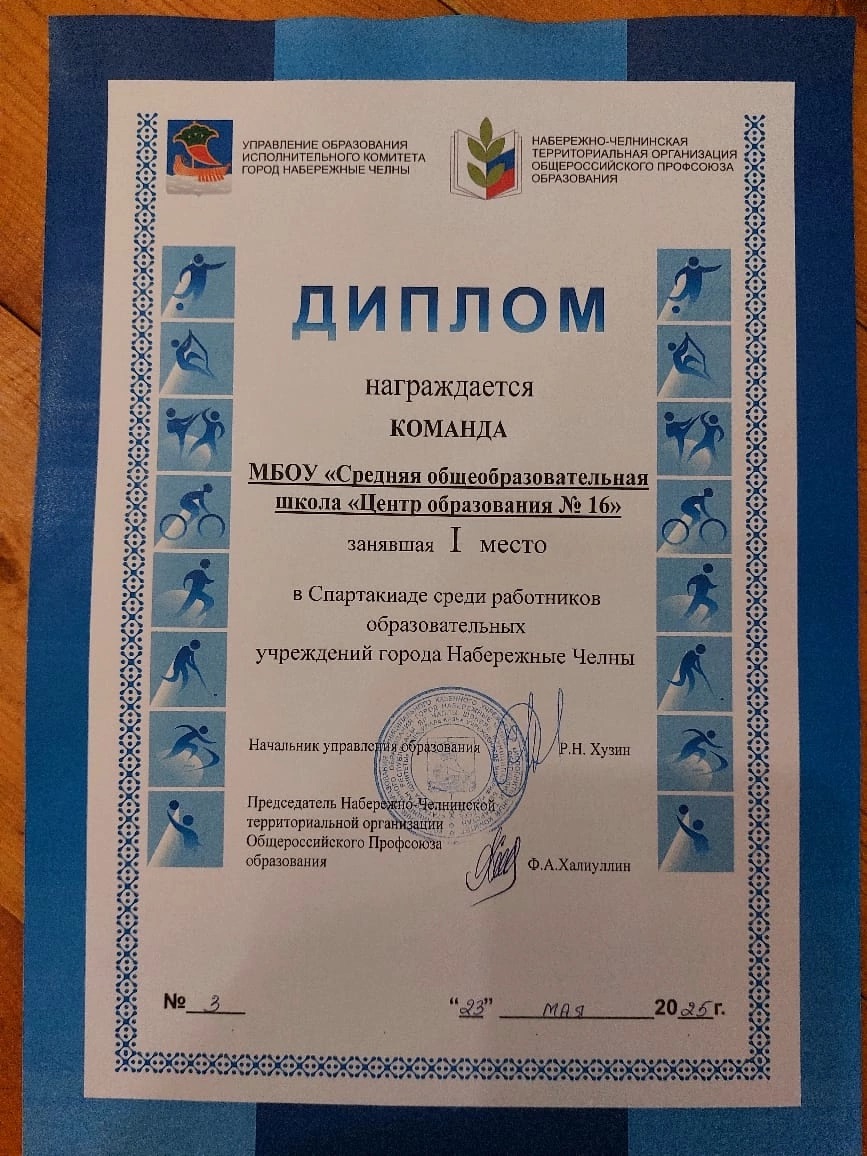 УПРАВЛЕНИЕ ОБРАЗОВАНИЯ
ИСПОЛНИТЕЛЬНОГО КОМИТЕТА
ГОРОД НАБЕРЕЖНЫЕ ЧЕЛНЫ
НАБЕРЕЖНО-ЧЕЛНИНСКАЯ
ТЕРРИТОРИАЛЬНАЯ ОРГАНИЗАЦИЯ
ОБЩЕРОССИЙСКОГО ПРОФСОЮЗА
ОБРАЗОВАНИЯ
ДИПЛОМ
награждается
КОМАНДА
МБОУ «Средняя общеобразовательная
школа «Центр образования № 16»
занявшая I место
в Спартакиаде среди работников
образовательных
учреждений города Набережные Челны
Начальник управления образования Р.Н. Хузин
Председатель Набережно-Челнинской
территориальной организации
Общероссийского Профсоюза
образования Ф.А.Халиуллин
№ 3 "23" мая 2025 г.